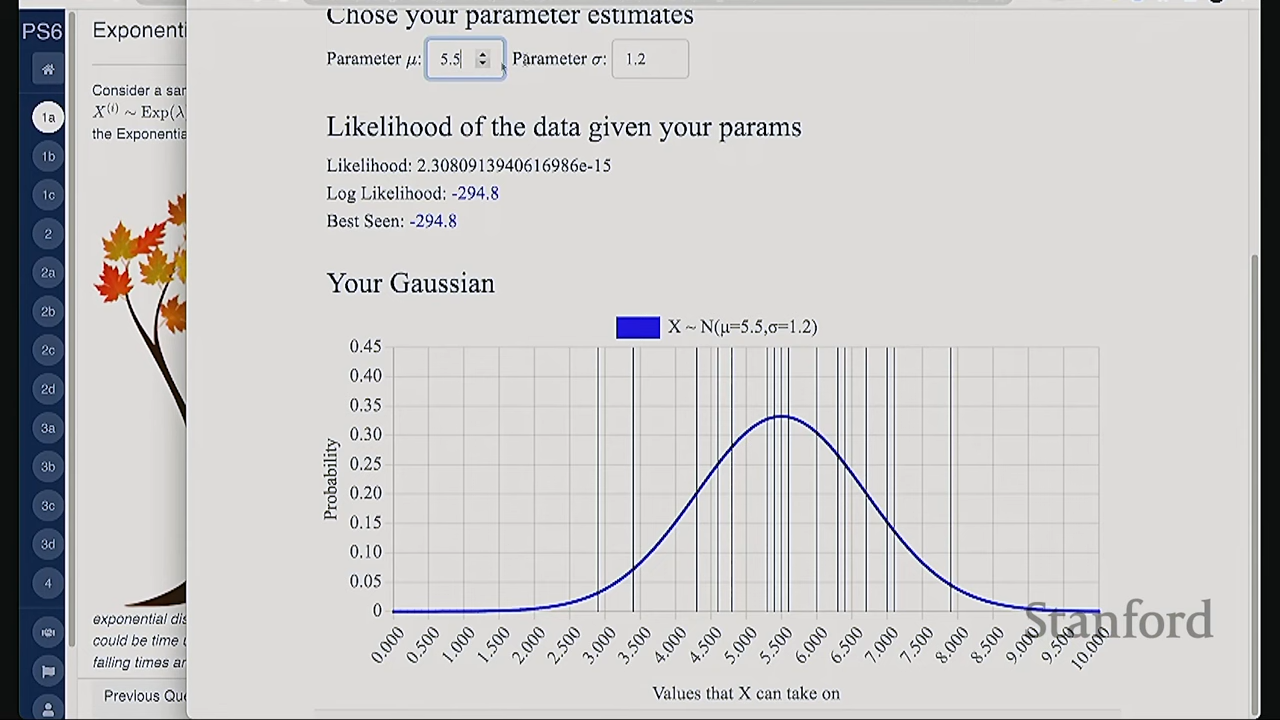 PS6
1a
1b
1c
2
2a
2b
2c
2d
3a
3b
3c
3d
4
Exponenti
Consider a sar
X(i) ~ Exp(λ
the Exponentia
exponential dis
could be time u
falling times ar
Previous Que
Chose your parameter estimates
Parameter μ: 5.5 Parameter σ: 1.2
Likelihood of the data given your params
Likelihood: 2.3080913940616986e-15
Log Likelihood: -294.8
Best Seen: -294.8
Your Gaussian
X ~ N(μ=5.5,σ=1.2)
0.45
0.40
0.35
0.30
0.25
0.20
0.15
0.10
0.05
0
Probability
0.000 0.500 1.000 1.500 2.000 2.500 3.000 3.500 4.000 4.500 5.000 5.500 6.000 6.500 7.000 7.500 8.000 8.500 9.000 9.500 10.000
Values that X can take on
Stanford